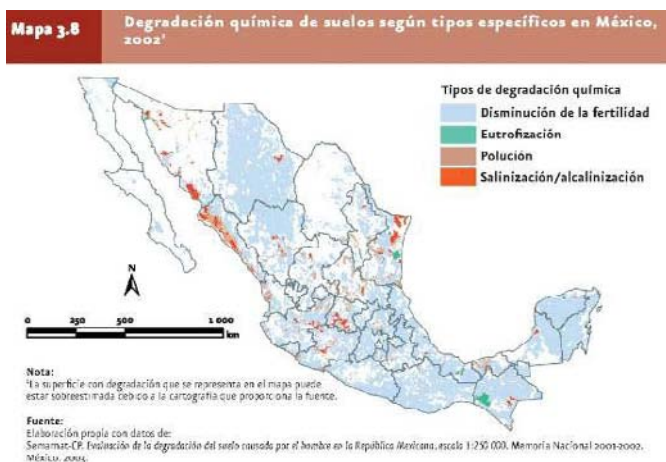 Mapa 3.8
Degradación química de suelos según tipos específicos en México,
2002¹
Tipos de degradación química
Disminución de la fertilidad
Eutrofización
Polución
Salinización/alcalinización
N
0 250 500 1 000
km
Nota:
¹La superficie con degradación que se representa en el mapa puede
estar sobreestimada debido a la cartografía que proporciona la fuente.
Fuente:
Elaboración propia con datos de:
Semarnat-CP. Evaluación de la degradación del suelo causada por el hombre en la República Mexicana, escala 1:250 000. Memoria Nacional 2001-2002.
México. 2003.